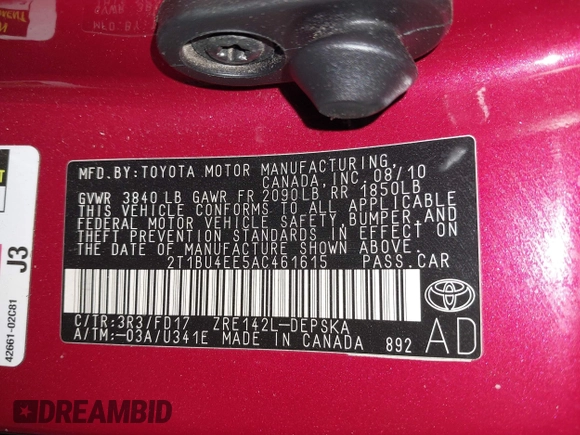 MFD. BY: TOYOTA MOTOR MANUFACTURING,
CANADA, INC. 08/10
GVWR 3840 LB GAWR FR 2090LB, RR 1850LB
THIS VEHICLE CONFORMS TO ALL APPLICABLE
FEDERAL MOTOR VEHICLE SAFETY, BUMPER, AND
THEFT PREVENTION STANDARDS IN EFFECT ON
THE DATE OF MANUFACTURE SHOWN ABOVE.
2T1BU4EE5AC461615 PASS. CAR
C/TR:3R3/FD17 ZRE142L-DEPSKA
A/TM:-03A/U341E MADE IN CANADA 892
AD
TOYOTA
J3
42661-02C81
DREAMBID